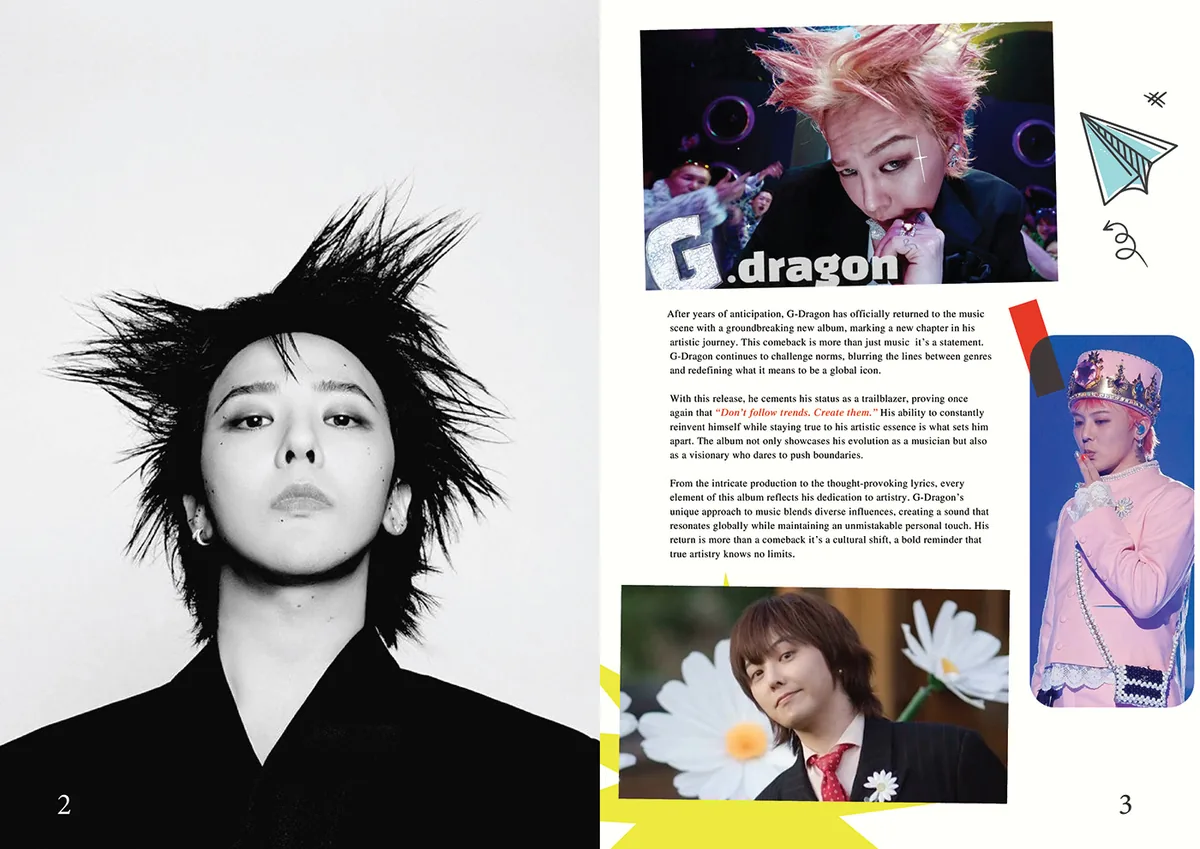 G.dragon
After years of anticipation, G-Dragon has officially returned to the music
scene with a groundbreaking new album, marking a new chapter in his
artistic journey. This comeback is more than just music it's a statement.
G-Dragon continues to challenge norms, blurring the lines between genres
and redefining what it means to be a global icon.
With this release, he cements his status as a trailblazer, proving once
again that “Don't follow trends. Create them.” His ability to constantly
reinvent himself while staying true to his artistic essence is what sets him
apart. The album not only showcases his evolution as a musician but also
as a visionary who dares to push boundaries.
From the intricate production to the thought-provoking lyrics, every
element of this album reflects his dedication to artistry. G-Dragon's
unique approach to music blends diverse influences, creating a sound that
resonates globally while maintaining an unmistakable personal touch. His
return is more than a comeback it's a cultural shift, a bold reminder that
true artistry knows no limits.
2
3